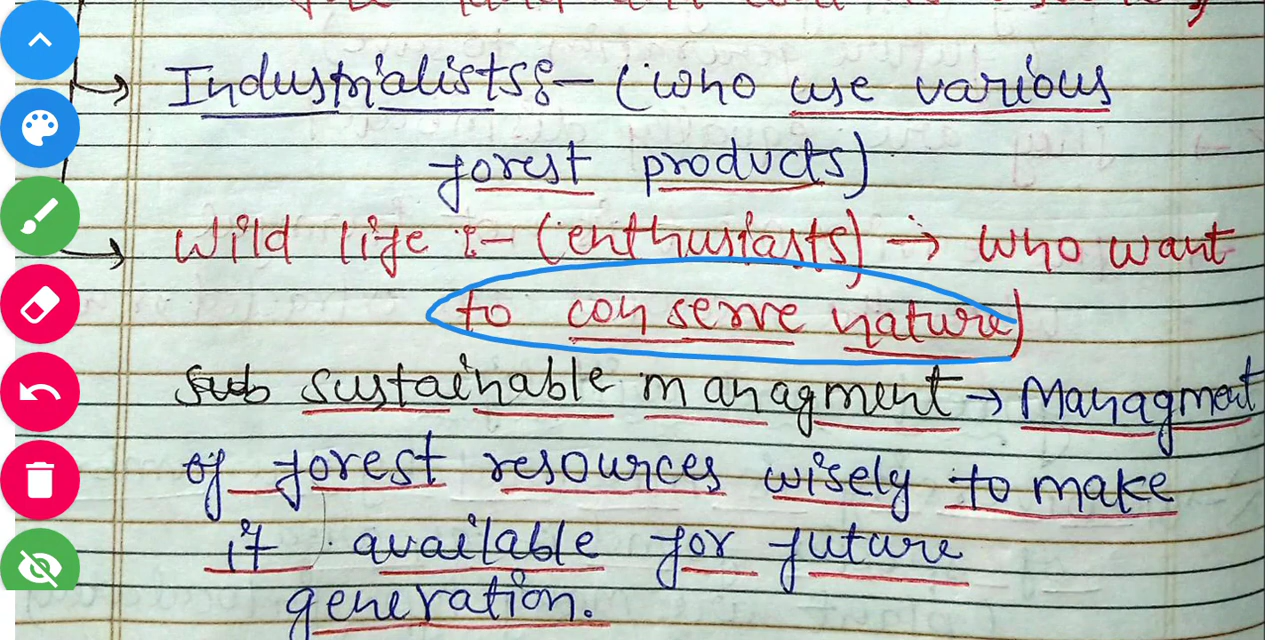 → Industrialists:- (who use various
forest products)
→ Wild life :- (enthusiasts) → who want
to conserve nature)
sustainable managment → Managment
of forest resources wisely to make
it available for future
generation.